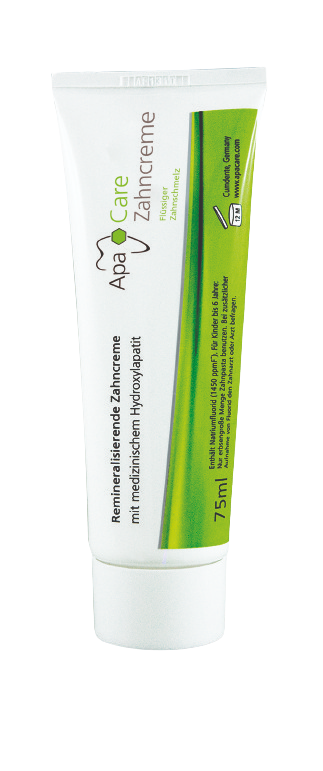 Apa Care
Zahncreme
Flüssiger
Zahnschmelz
Remineralisierende Zahncreme
mit medizinischem Hydroxylapatit
Cumdente, Germany
www.apacare.com
12 M
Enthält Natriumfluorid (1450 ppmF⁻). Für Kinder bis 6 Jahre:
Nur erbsengroße Menge Zahnpasta benutzen. Bei zusätzlicher
Aufnahme von Fluorid den Zahnarzt oder Arzt befragen.
75ml